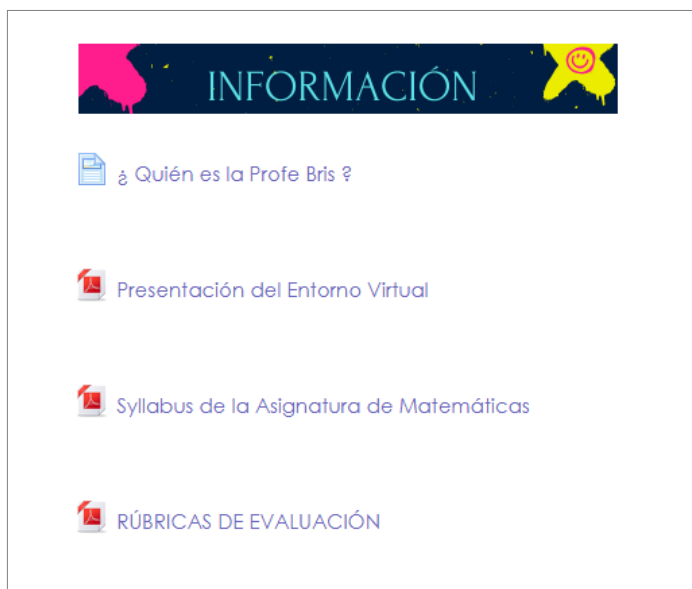 INFORMACIÓN
¿ Quién es la Profe Bris ?
Presentación del Entorno Virtual
Syllabus de la Asignatura de Matemáticas
RÚBRICAS DE EVALUACIÓN